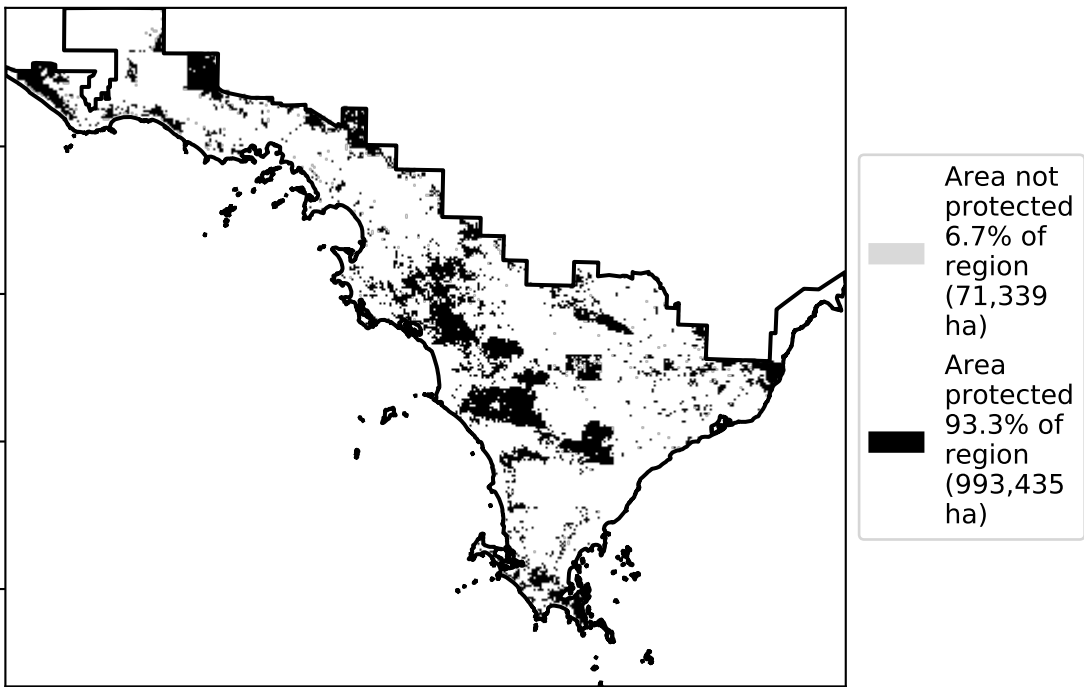 Area not
protected
6.7% of
region
(71,339
ha)
Area
protected
93.3% of
region
(993,435
ha)